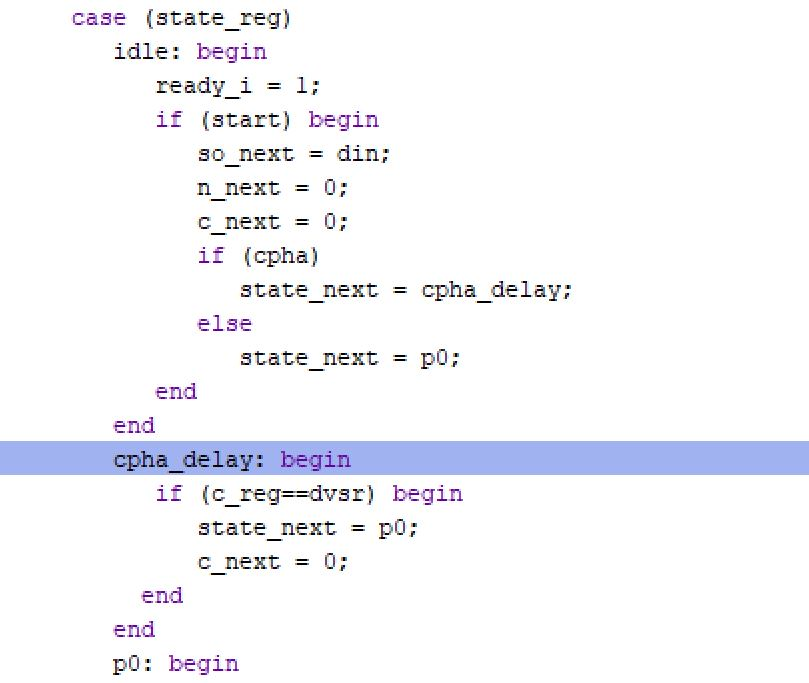 case (state_reg)
idle: begin
ready_i = 1;
if (start) begin
so_next = din;
n_next = 0;
c_next = 0;
if (cpha)
state_next = cpha_delay;
else
state_next = p0;
end
end
cpha_delay: begin
if (c_reg==dvsr) begin
state_next = p0;
c_next = 0;
end
end
p0: begin